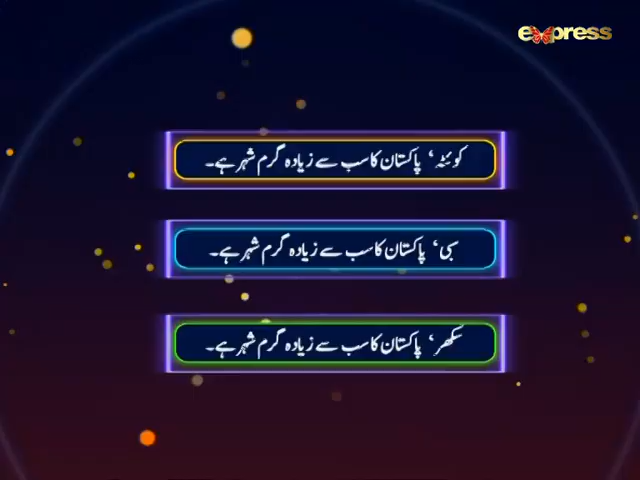 express
کوئٹہ، پاکستان کا سب سے زیادہ گرم شہر ہے۔
سبی، پاکستان کا سب سے زیادہ گرم شہر ہے۔
سکھر، پاکستان کا سب سے زیادہ گرم شہر ہے۔